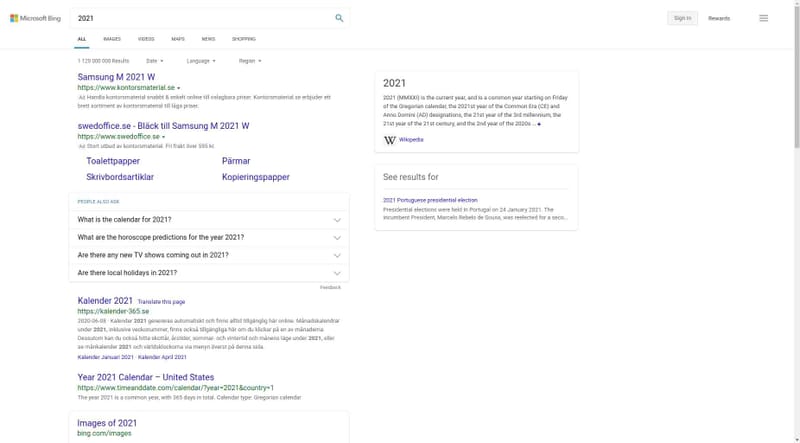 Microsoft Bing
2021
Sign in
Rewards
ALL
IMAGES
VIDEOS
MAPS
NEWS
SHOPPING
1 120 000 000 Results
Date
Language
Region
Samsung M 2021 W
https://www.kontorsmaterial.se
Ad Handla kontorsmaterial snabbt & enkelt online till oslagbara priser. Kontorsmaterial.se erbjuder ett
brett sortiment av kontorsmaterial till låga priser.
swedoffice.se - Bläck till Samsung M 2021 W
https://www.swedoffice.se
Ad Stort utbud av kontorsmaterial. Fri frakt över 595 kr.
Toalettpapper
Pärmar
Skrivbordsartiklar
Kopieringspapper
PEOPLE ALSO ASK
What is the calendar for 2021?
What are the horoscope predictions for the year 2021?
Are there any new TV shows coming out in 2021?
Are there local holidays in 2021?
Feedback
Kalender 2021 Translate this page
https://kalender-365.se
2020-06-08 · Kalender 2021 genereras automatiskt och finns alltid tillgänglig här online. Månadskalendrar
under 2021, inklusive veckonummer, finns också tillgängliga här om du klickar på en av månaderna.
Dessutom kan du också hitta skottår, årstider, sommar- och vintertid och månens läge under 2021, eller
av månkalender 2021 och världsklockorna via menyn överst på denna sida.
Kalender Januari 2021 · Kalender April 2021
Year 2021 Calendar – United States
https://www.timeanddate.com/calendar/?year=2021&country=1
The year 2021 is a common year, with 365 days in total. Calendar type: Gregorian calendar
Images of 2021
bing.com/images
2021
2021 (MMXXI) is the current year, and is a common year starting on Friday
of the Gregorian calendar, the 2021st year of the Common Era (CE) and
Anno Domini (AD) designations, the 21st year of the 3rd millennium, the
21st year of the 21st century, and the 2nd year of the 2020s ...
W Wikipedia
See results for
2021 Portuguese presidential election
Presidential elections were held in Portugal on 24 January 2021. The
incumbent President, Marcelo Rebelo de Sousa, was reelected for a seco...